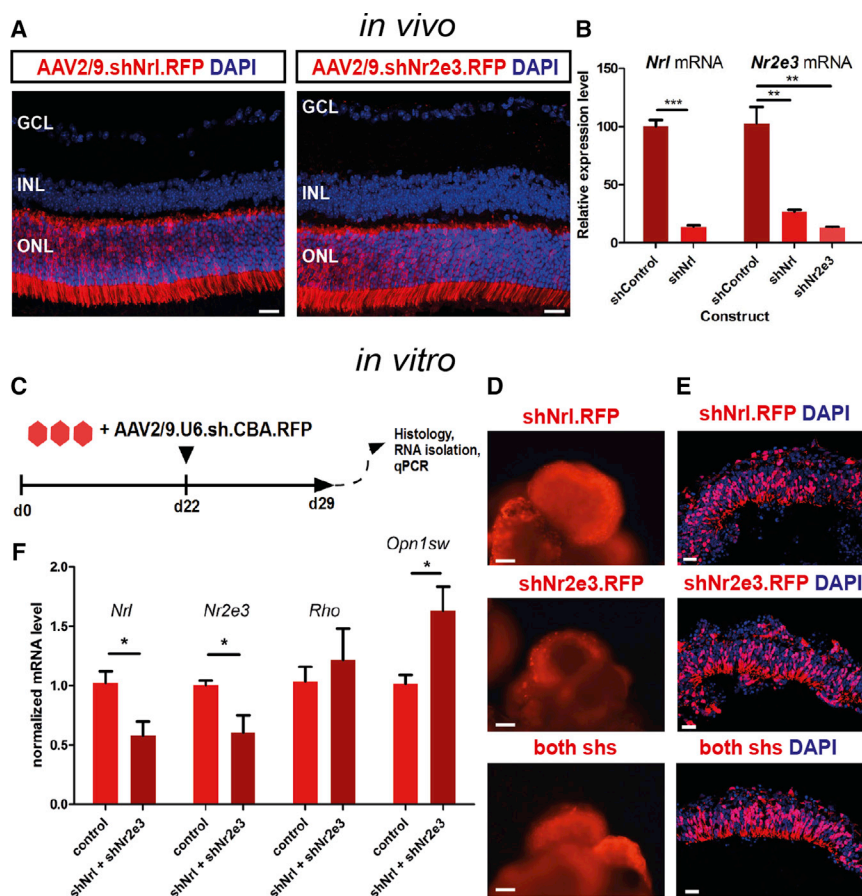 A
in vivo
B
AAV2/9.shNrl.RFP DAPI
AAV2/9.shNr2e3.RFP DAPI
GCL
INL
ONL
GCL
INL
ONL
Nrl mRNA
Nr2e3 mRNA
Relative expression level
150
100
50
25
0
***
**
**
shControl
shNrl
shControl
shNrl
shNr2e3
Construct
in vitro
C
+ AAV2/9.U6.sh.CBA.RFP
Histology,
RNA isolation,
qPCR
d0
d22
d29
D
shNrl.RFP
shNr2e3.RFP
both shs
E
shNrl.RFP DAPI
shNr2e3.RFP DAPI
both shs DAPI
F
normalized mRNA level
2.0
1.5
1.0
0.5
0.0
Nrl
Nr2e3
Rho
Opn1sw
*
*
*
control
shNrl + shNr2e3
control
shNrl + shNr2e3
control
shNrl + shNr2e3
control
shNrl + shNr2e3